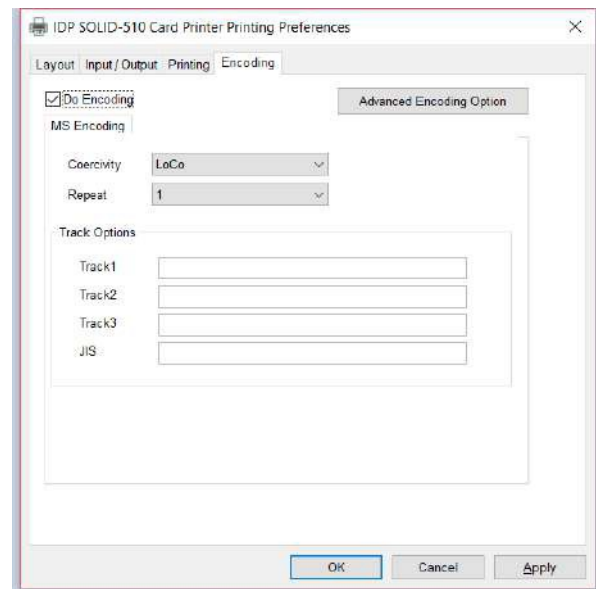 IDP SOLID-510 Card Printer Printing Preferences
Layout Input / Output Printing Encoding
Do Encoding Advanced Encoding Option
MS Encoding
Coercivity LoCo
Repeat 1
Track Options
Track1
Track2
Track3
JIS
OK Cancel Apply